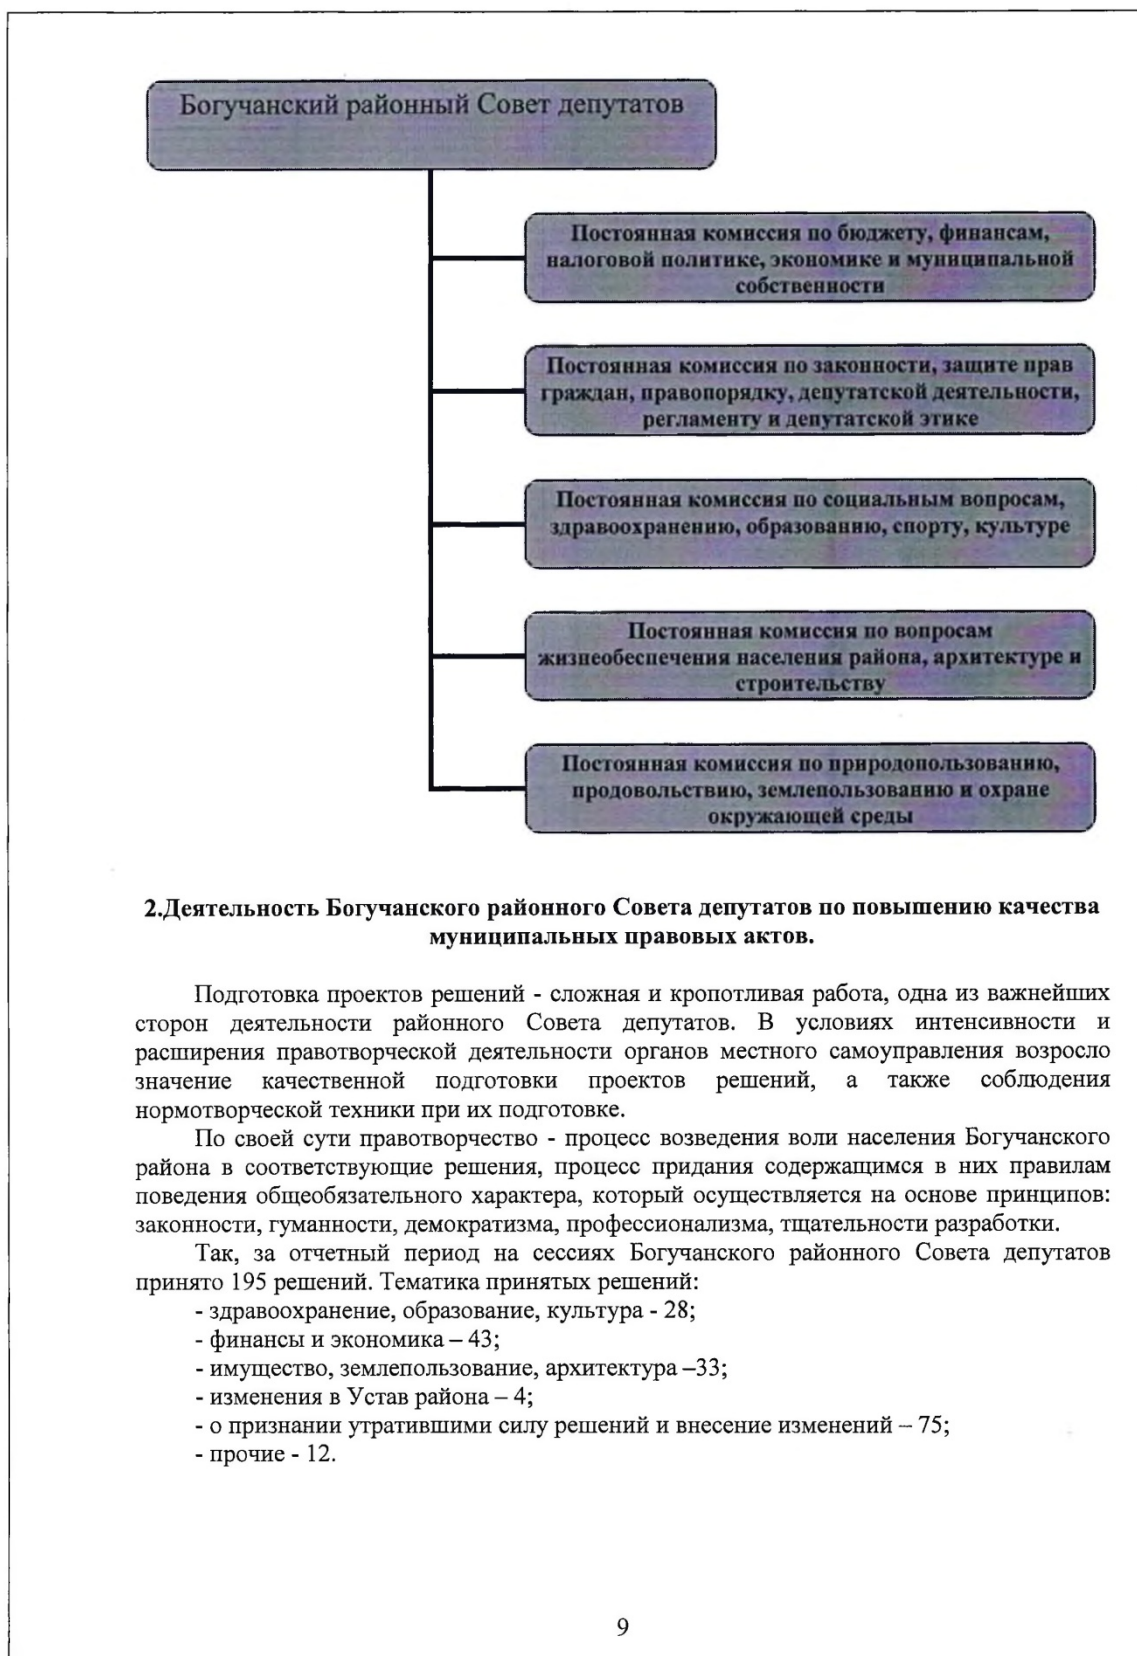 Богучанский районный Совет депутатов
Постоянная комиссия по бюджету, финансам,
налоговой политике, экономике и муниципальной
собственности
Постоянная комиссия по законности, защите прав
граждан, правопорядку, депутатской деятельности,
регламенту и депутатской этике
Постоянная комиссия по социальным вопросам,
здравоохранению, образованию, спорту, культуре
Постоянная комиссия по вопросам
жизнеобеспечения населения района, архитектуре и
строительству
Постоянная комиссия по природопользованию,
продовольствию, землепользованию и охране
окружающей среды
2.Деятельность Богучанского районного Совета депутатов по повышению качества
муниципальных правовых актов.
Подготовка проектов решений - сложная и кропотливая работа, одна из важнейших
сторон деятельности районного Совета депутатов. В условиях интенсивности и
расширения правотворческой деятельности органов местного самоуправления возросло
значение качественной подготовки проектов решений, а также соблюдения
нормотворческой техники при их подготовке.
По своей сути правотворчество - процесс возведения воли населения Богучанского
района в соответствующие решения, процесс придания содержащимся в них правилам
поведения общеобязательного характера, который осуществляется на основе принципов:
законности, гуманности, демократизма, профессионализма, тщательности разработки.
Так, за отчетный период на сессиях Богучанского районного Совета депутатов
принято 195 решений. Тематика принятых решений:
- здравоохранение, образование, культура - 28;
- финансы и экономика – 43;
- имущество, землепользование, архитектура –33;
- изменения в Устав района – 4;
- о признании утратившими силу решений и внесение изменений – 75;
- прочие - 12.
9